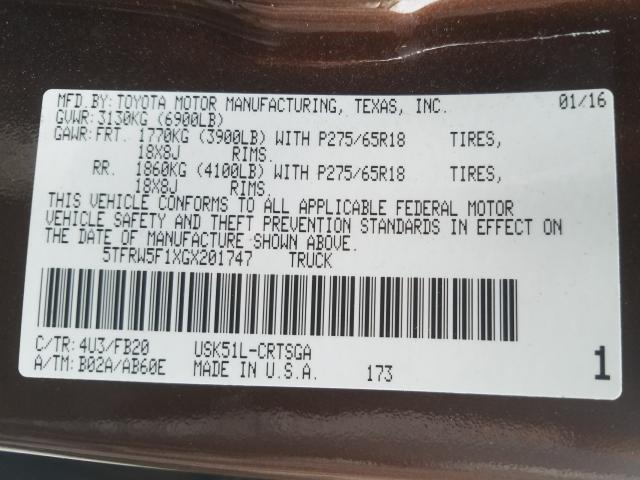 MFD.BY:TOYOTA MOTOR MANUFACTURING, TEXAS, INC. 01/16
GVWR:3130KG (6900LB)
GAWR:FRT. 1770KG (3900LB) WITH P275/65R18 TIRES,
18X8J RIMS.
RR. 1860KG (4100LB) WITH P275/65R18 TIRES,
18X8J RIMS.
THIS VEHICLE CONFORMS TO ALL APPLICABLE FEDERAL MOTOR
VEHICLE SAFETY AND THEFT PREVENTION STANDARDS IN EFFECT ON
THE DATE OF MANUFACTURE SHOWN ABOVE.
5TFRW5F1XGX201747 TRUCK
C/TR:4U3/FB20 USK51L-CRTSGA
A/TM:B02A/AB60E MADE IN U.S.A. 173 1